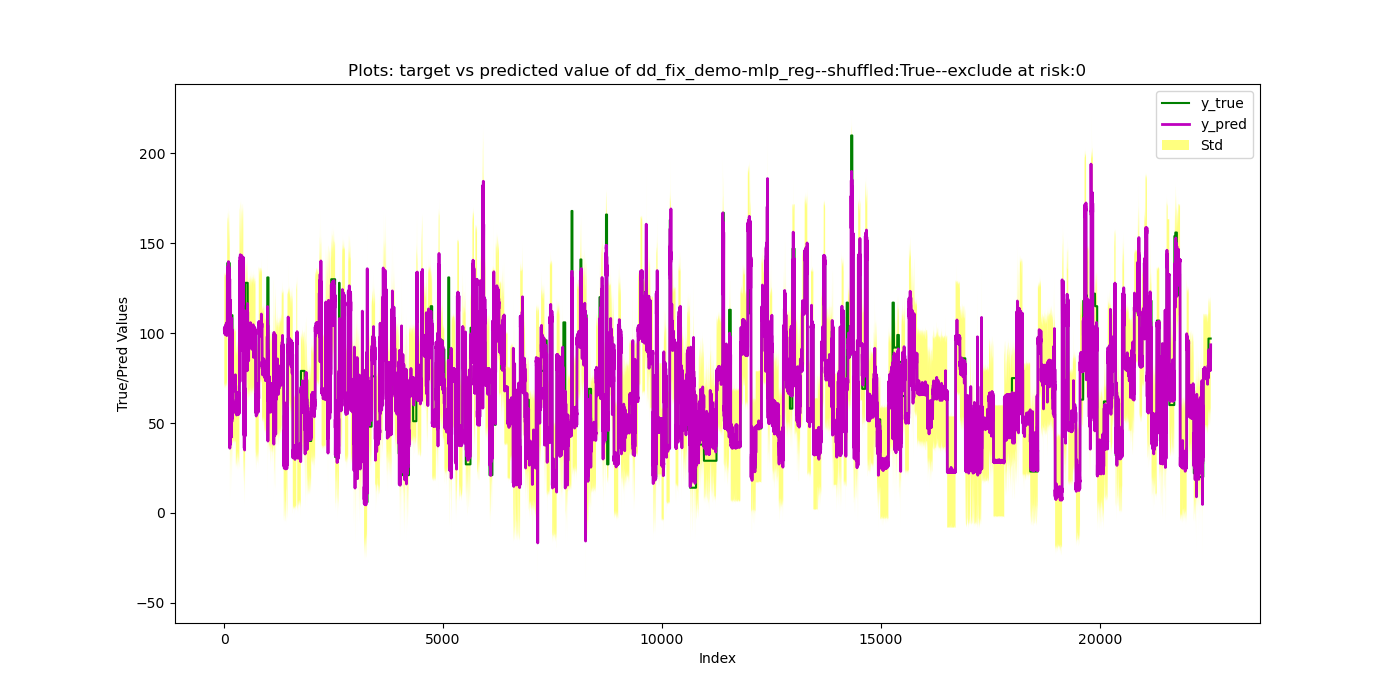 Plots: target vs predicted value of dd_fix_demo-mlp_reg--shuffled:True--exclude at risk:0
y_true
y_pred
Std
200
150
100
50
0
−50
True/Pred Values
0
5000
10000
15000
20000
Index